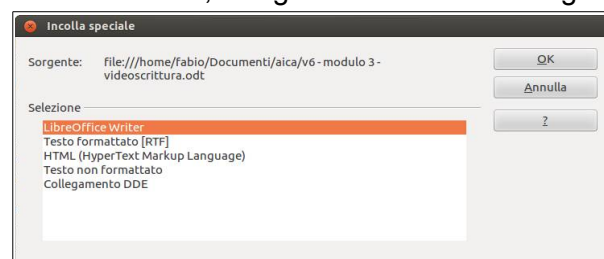 Incolla speciale
Sorgente: file:///home/fabio/Documenti/aica/v6 - modulo 3 -
videoscrittura.odt
OK
Annulla
?
Selezione
LibreOffice Writer
Testo formattato [RTF]
HTML (HyperText Markup Language)
Testo non formattato
Collegamento DDE